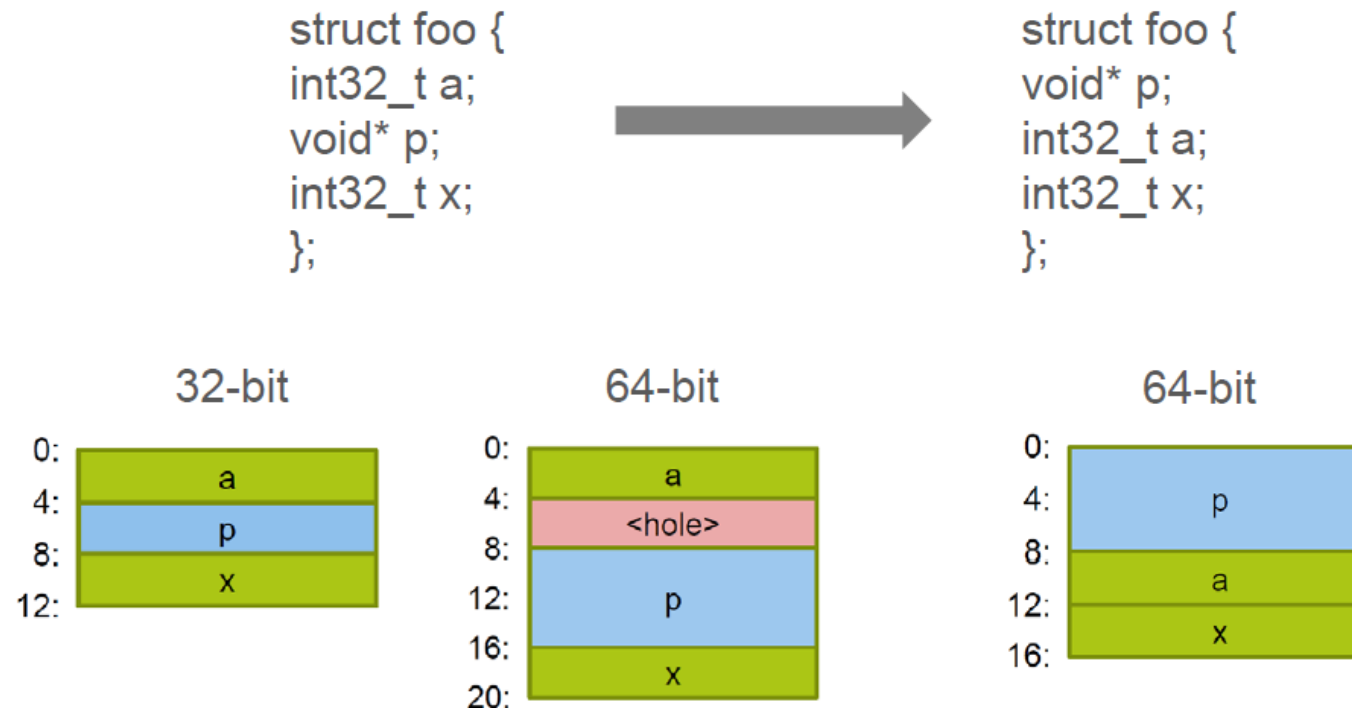 struct foo {
int32_t a;
void* p;
int32_t x;
};
struct foo {
void* p;
int32_t a;
int32_t x;
};
32-bit
0:
a
4:
p
8:
x
12:
64-bit
0:
a
4:
<hole>
8:
12:
p
16:
x
20:
64-bit
0:
4:
p
8:
a
12:
x
16: